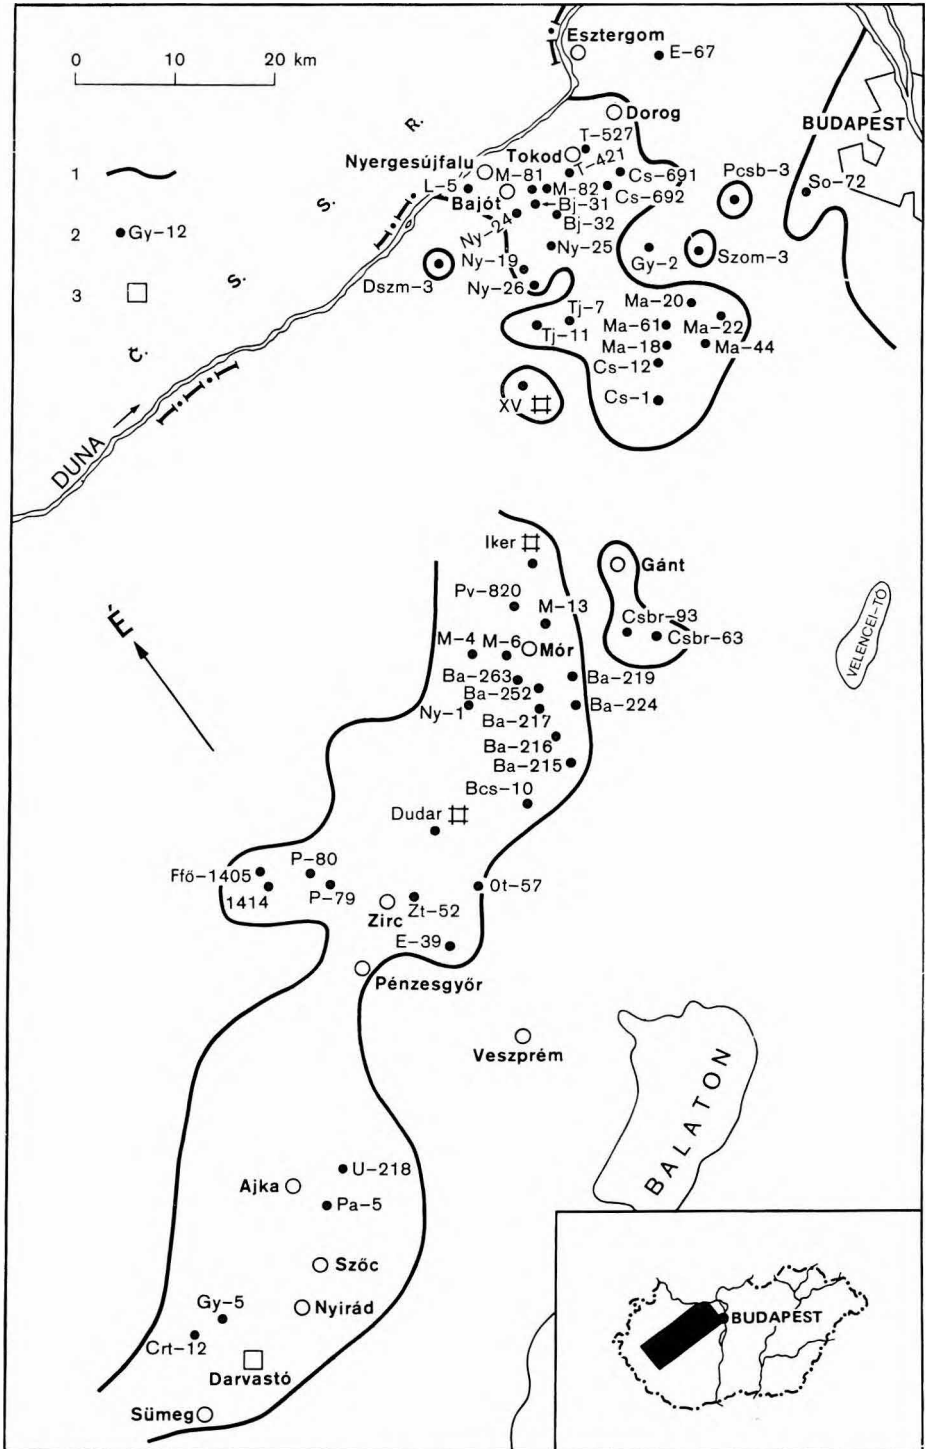 Esztergom
E-67
0 10 20 km
Dorog
BUDAPEST
T-527
Tokod
T-421
Nyergesújfalu
M-81
Cs-691
Pcsb-3
So-72
1
L-5
Bajót
M-82
Cs-692
Bj-31
Bj-32
2
Gy-12
Ny-24
Ny-25
Gy-2
Szom-3
Ny-19
3
Dszm-3
Ny-26
Ma-20
Tj-7
Ma-61
Ma-22
Tj-11
Ma-18
Ma-44
Cs-12
Cs-1
XV
Č. S. S. R.
DUNA
Iker
Gánt
Pv-820
M-13
Csbr-93
Csbr-63
É
VELENCEI-TÓ
M-4
M-6
Mór
Ba-263
Ba-219
Ba-252
Ny-1
Ba-217
Ba-224
Ba-216
Ba-215
Bcs-10
Dudar
P-80
Ffő-1405
1414
P-79
Ot-57
Zirc
Zt-52
E-39
Pénzesgyőr
Veszprém
BALATON
U-218
Ajka
Pa-5
Szőc
Gy-5
Nyirád
Crt-12
Darvastó
Sümeg
BUDAPEST